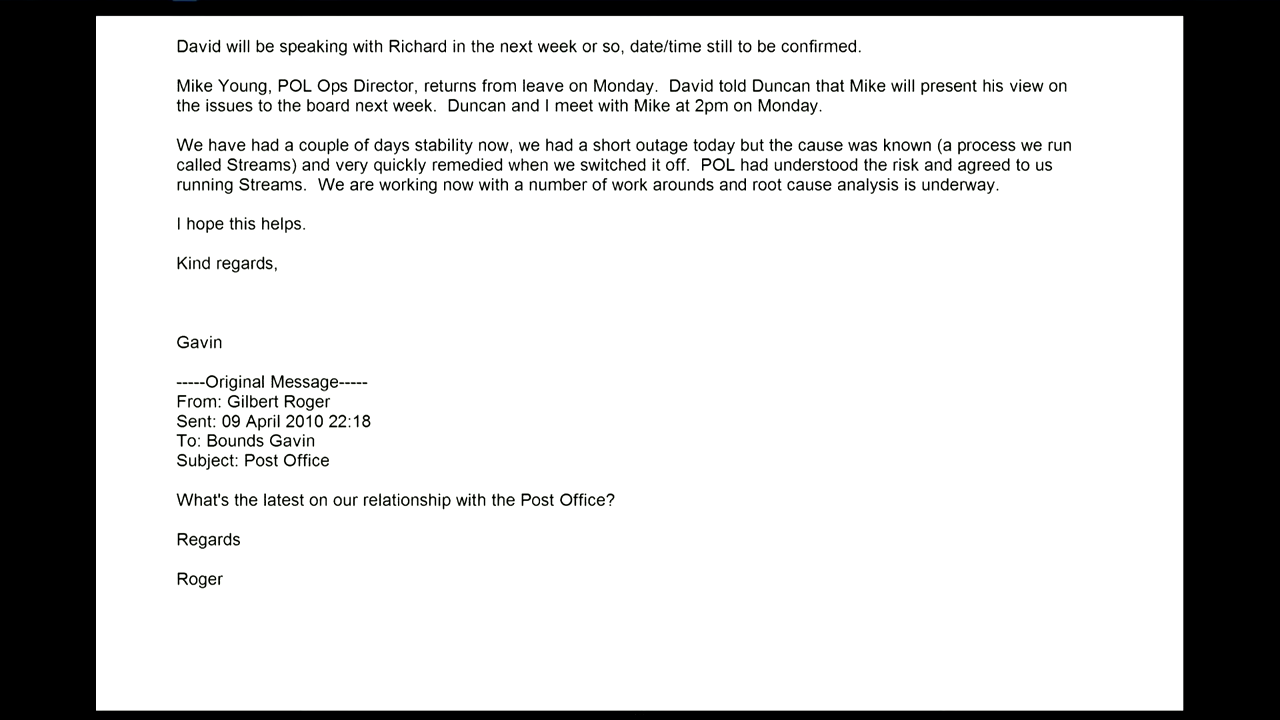 David will be speaking with Richard in the next week or so, date/time still to be confirmed.
Mike Young, POL Ops Director, returns from leave on Monday.  David told Duncan that Mike will present his view on
the issues to the board next week.  Duncan and I meet with Mike at 2pm on Monday.
We have had a couple of days stability now, we had a short outage today but the cause was known (a process we run
called Streams) and very quickly remedied when we switched it off.  POL had understood the risk and agreed to us
running Streams.  We are working now with a number of work arounds and root cause analysis is underway.
I hope this helps.
Kind regards,
Gavin
-----Original Message-----
From: Gilbert Roger
Sent: 09 April 2010 22:18
To: Bounds Gavin
Subject: Post Office
What's the latest on our relationship with the Post Office?
Regards
Roger